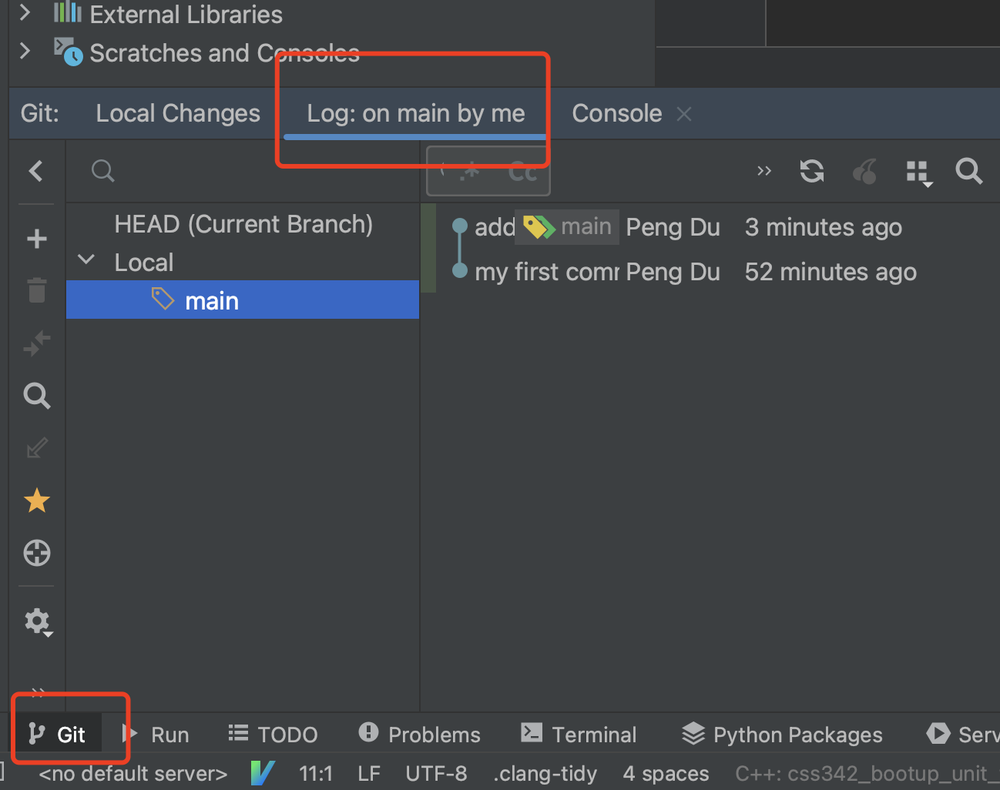 External Libraries
Scratches and Consoles
Git: Local Changes Log: on main by me Console
.* Cc
HEAD (Current Branch)
Local
main
add main Peng Du 3 minutes ago
my first comm Peng Du 52 minutes ago
Git Run TODO Problems Terminal Python Packages Serv
<no default server> 11:1 LF UTF-8 .clang-tidy 4 spaces C++: css342_bootup_unit_